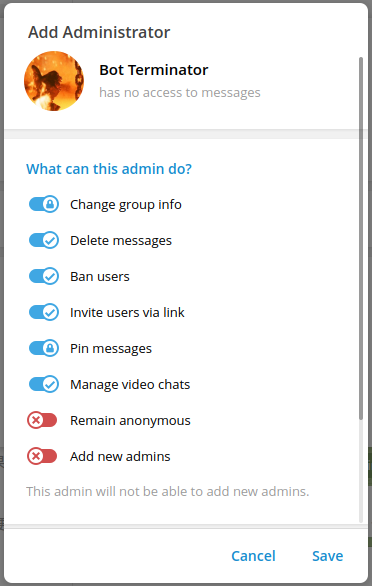 Add Administrator
Bot Terminator
has no access to messages
What can this admin do?
Change group info
Delete messages
Ban users
Invite users via link
Pin messages
Manage video chats
Remain anonymous
Add new admins
This admin will not be able to add new admins.
Cancel Save